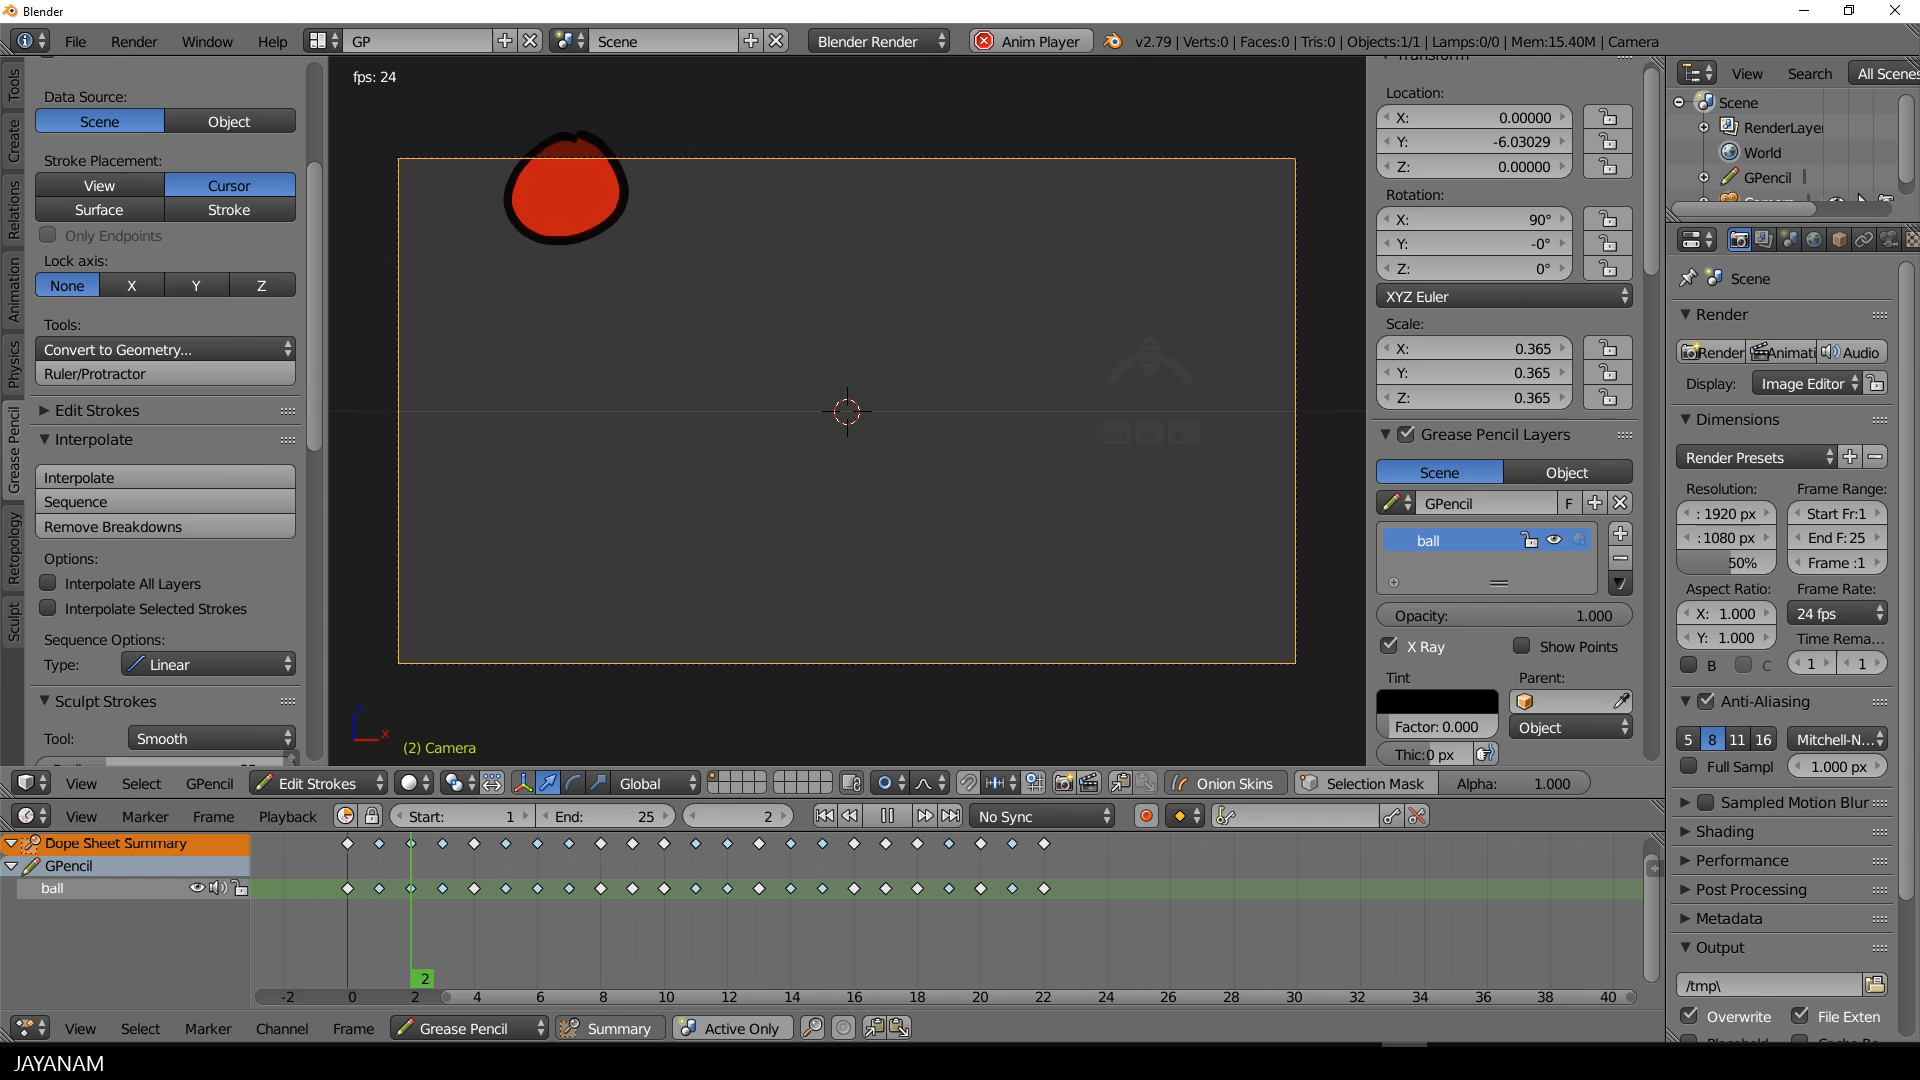 Blender
File Render Window Help GP Scene Blender Render Anim Player v2.79 | Verts:0 | Faces:0 | Tris:0 | Objects:1/1 | Lamps:0/0 | Mem:15.40M | Camera
Tools
Create
Relations
Animation
Physics
Grease Pencil
Retopology
Sculpt
Data Source:
Scene Object
Stroke Placement:
View Cursor
Surface Stroke
Only Endpoints
Lock axis:
None X Y Z
Tools:
Convert to Geometry...
Ruler/Protractor
Edit Strokes
Interpolate
Interpolate
Sequence
Remove Breakdowns
Options:
Interpolate All Layers
Interpolate Selected Strokes
Sequence Options:
Type: Linear
Sculpt Strokes
Tool: Smooth
fps: 24
x
(2) Camera
Transform
Location:
X: 0.00000
Y: -6.03029
Z: 0.00000
Rotation:
X: 90°
Y: -0°
Z: 0°
XYZ Euler
Scale:
X: 0.365
Y: 0.365
Z: 0.365
Grease Pencil Layers
Scene Object
GPencil F
ball
Opacity: 1.000
X Ray Show Points
Tint Parent:
Factor: 0.000 Object
Thic:0 px
View Search All Scenes
Scene
RenderLayer
World
GPencil
Scene
Render
Render Animati Audio
Display: Image Editor
Dimensions
Render Presets
Resolution: Frame Range:
: 1920 px Start Fr:1
:1080 px End F:25
50% Frame :1
Aspect Ratio: Frame Rate:
X: 1.000 24 fps
Y: 1.000 Time Rema...
B C 1 1
Anti-Aliasing
5 8 11 16 Mitchell-N...
Full Sampl 1.000 px
Sampled Motion Blur
Shading
Performance
Post Processing
Metadata
Output
/tmp\
Overwrite File Exten
View Select GPencil Edit Strokes Global Onion Skins Selection Mask Alpha: 1.000
View Marker Frame Playback Start: 1 End: 25 2 No Sync
Dope Sheet Summary
GPencil
ball
2
-2 0 2 4 6 8 10 12 14 16 18 20 22 24 26 28 30 32 34 36 38 40
View Select Marker Channel Frame Grease Pencil Summary Active Only
JAYANAM